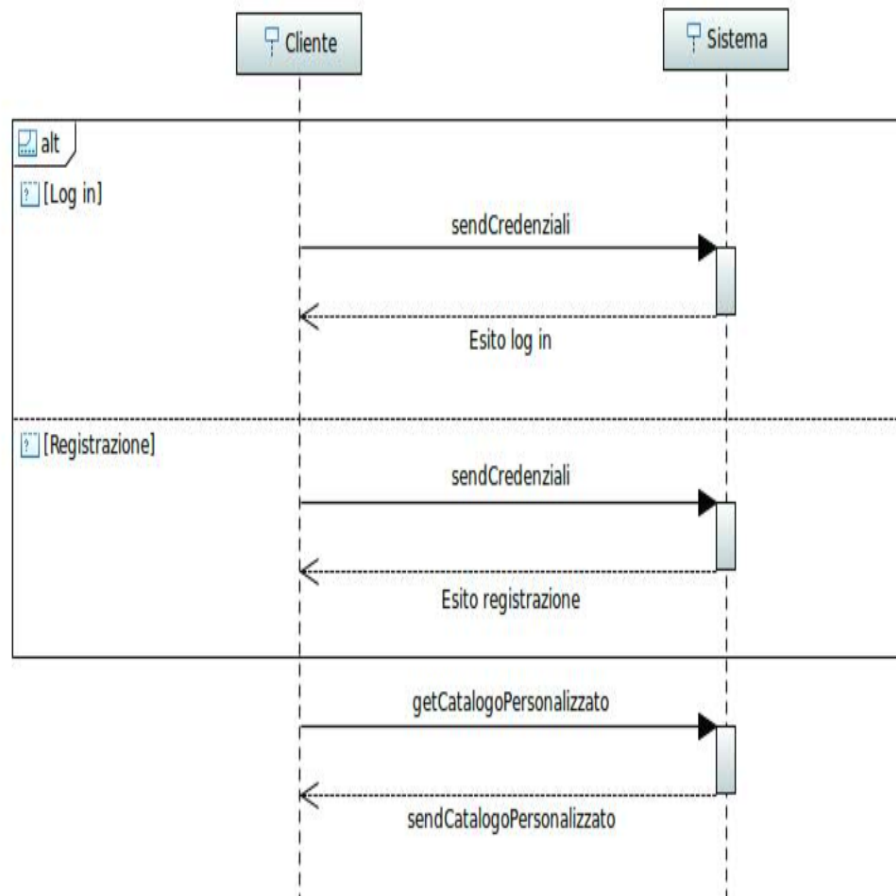 Cliente
Sistema
alt
[Log in]
sendCredenziali
Esito log in
[Registrazione]
sendCredenziali
Esito registrazione
getCatalogoPersonalizzato
sendCatalogoPersonalizzato